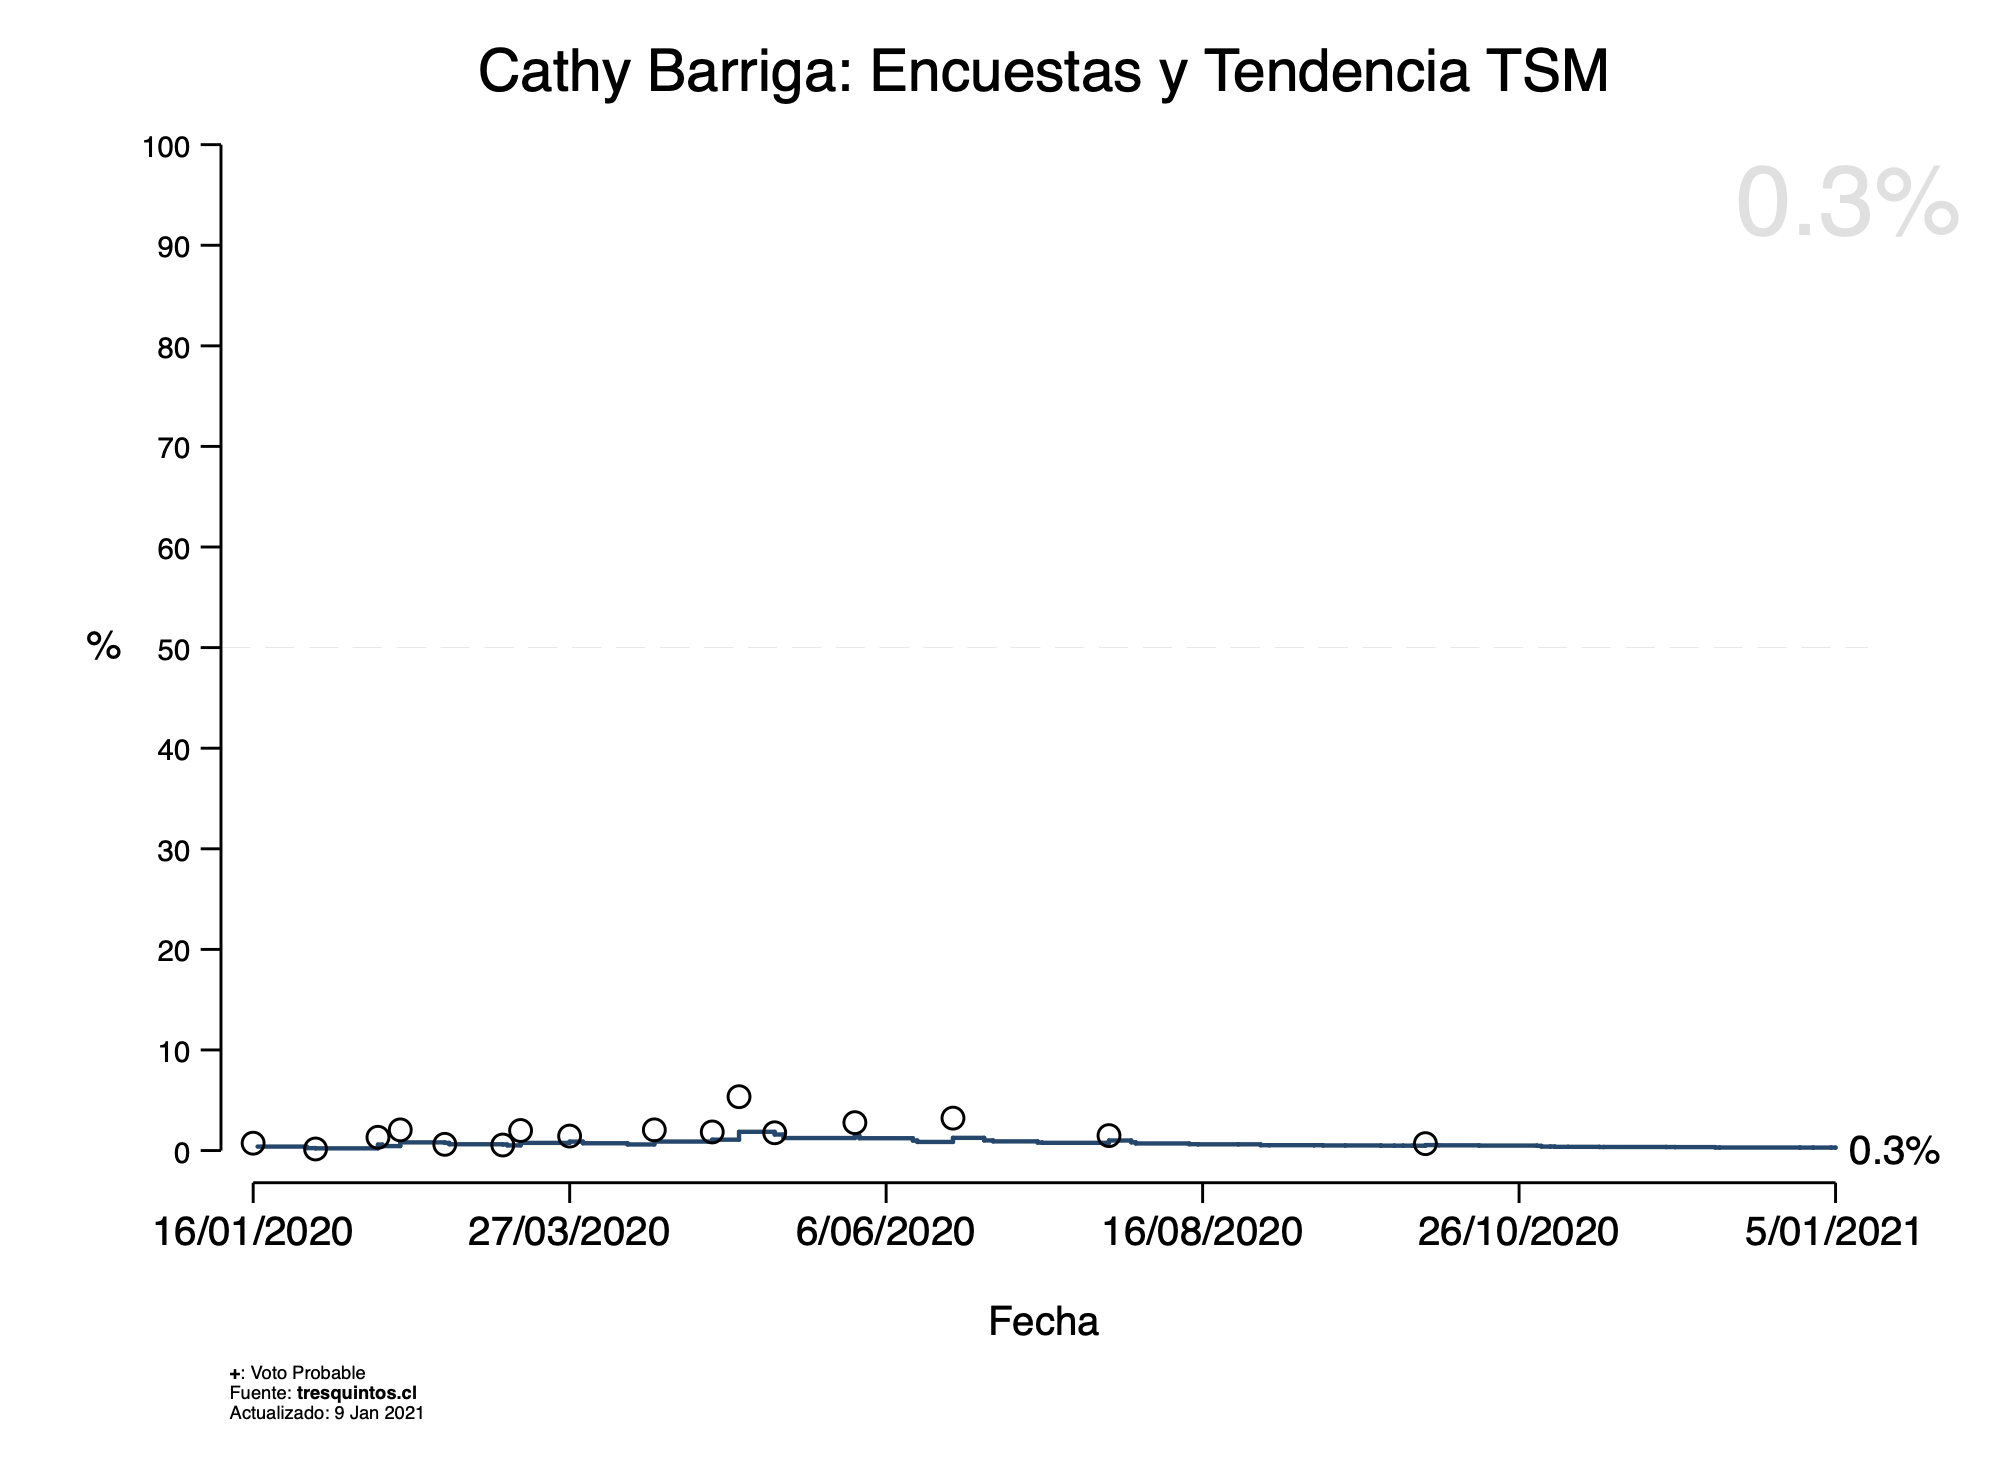 Cathy Barriga: Encuestas y Tendencia TSM
0.3%
100
90
80
70
60
% 50
40
30
20
10
0
0.3%
16/01/2020 27/03/2020 6/06/2020 16/08/2020 26/10/2020 5/01/2021
Fecha
+: Voto Probable
Fuente: tresquintos.cl
Actualizado: 9 Jan 2021